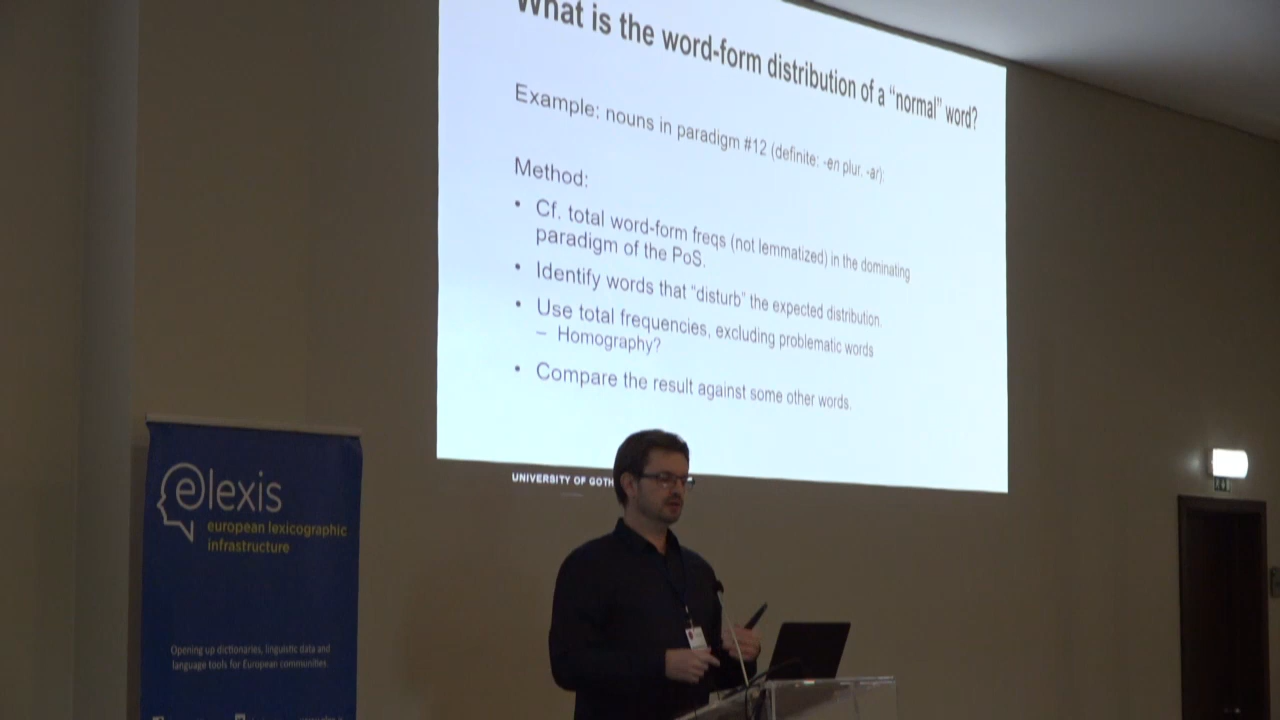 What is the word-form distribution of a “normal” word?
Example: nouns in paradigm #12 (definite: -en plur. -ar):
Method:
• Cf. total word-form freqs (not lemmatized) in the dominating
paradigm of the PoS.
• Identify words that “disturb” the expected distribution.
• Use total frequencies, excluding problematic words
– Homography?
• Compare the result against some other words.
UNIVERSITY OF GOTH
elexis
european lexicographic
infrastructure
Opening up dictionaries, linguistic data and
language tools for European communities.